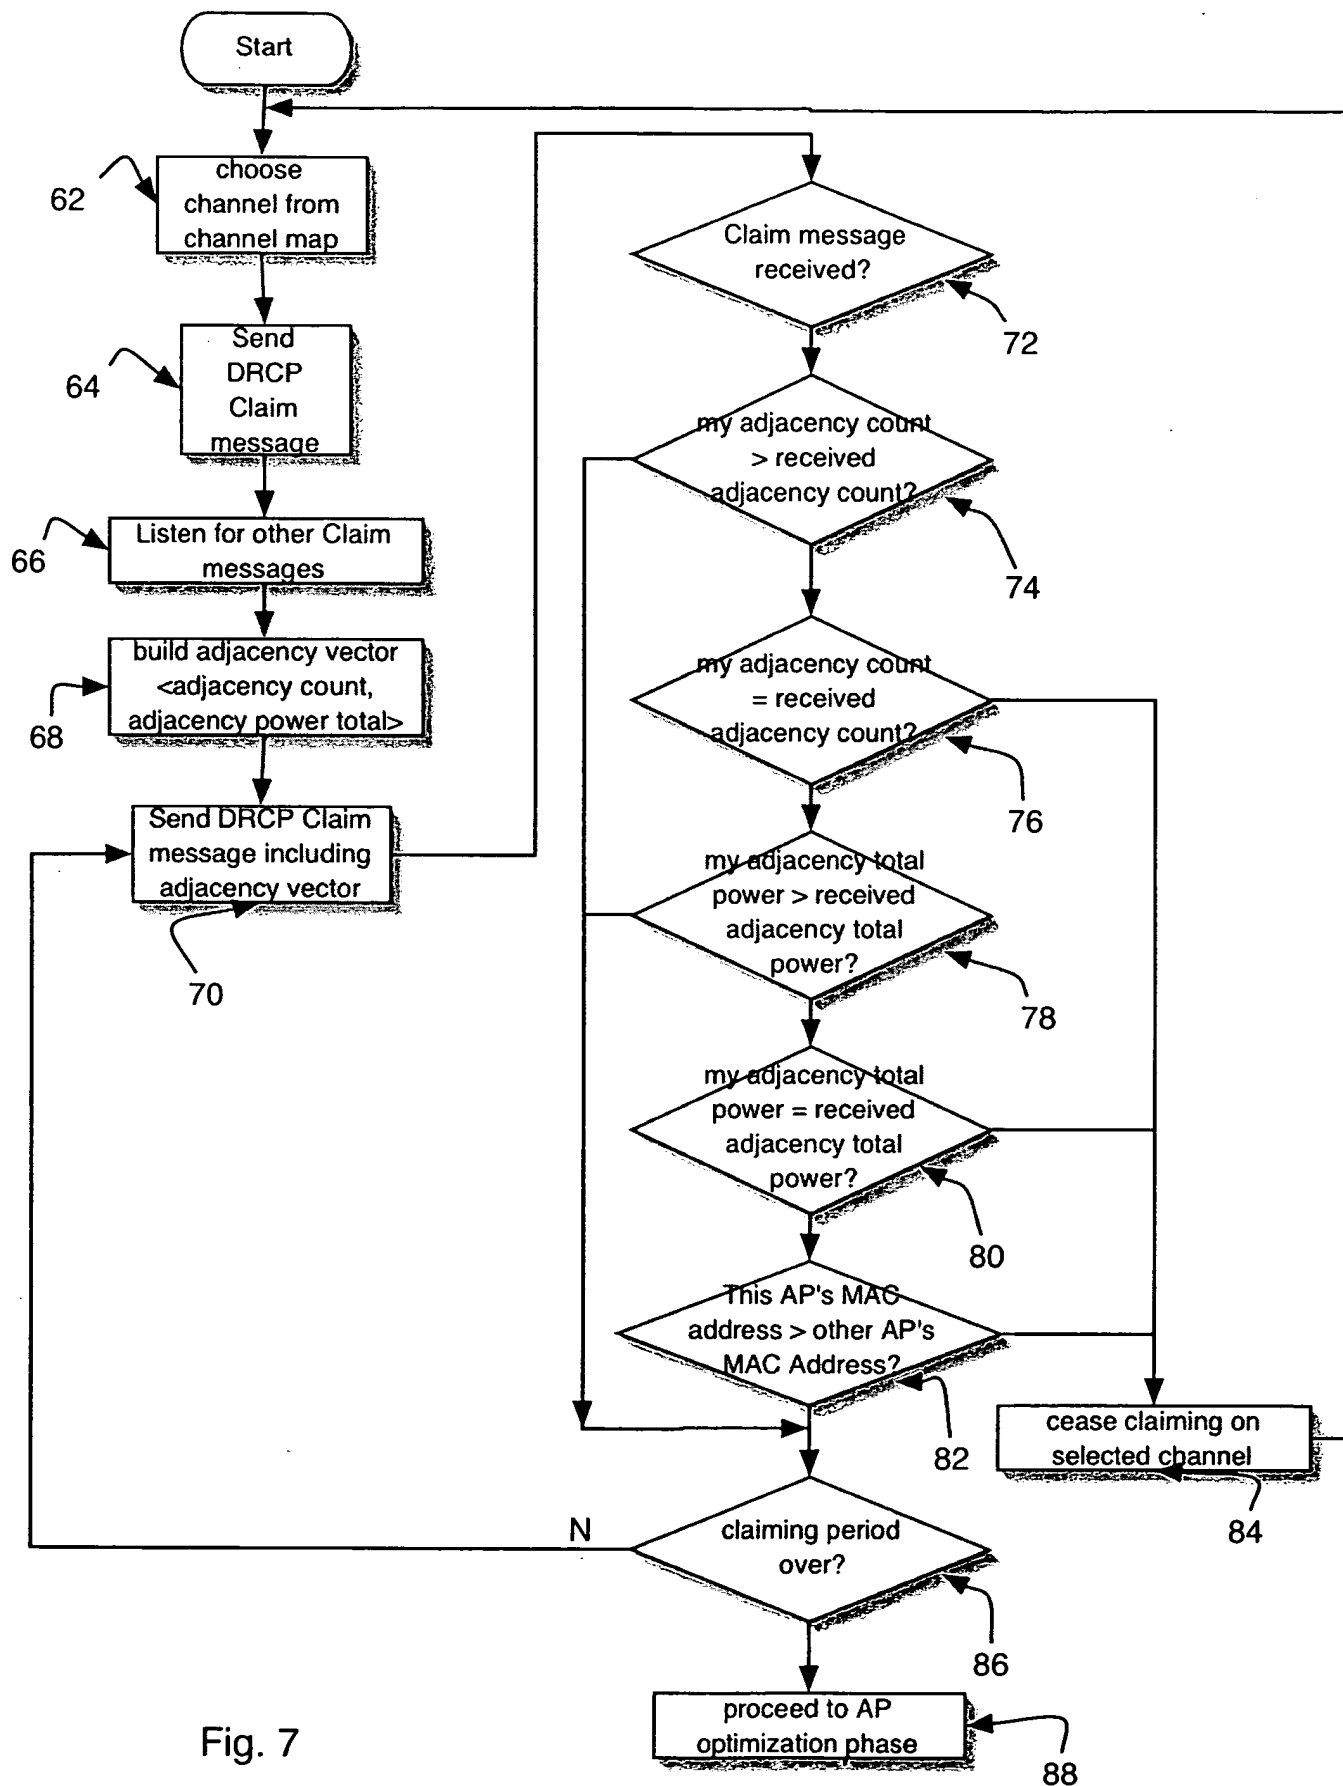 Start
62
choose
channel from
channel map
64
Send
DRCP
Claim
message
66
Listen for other Claim
messages
68
build adjacency vector
<adjacency count,
adjacency power total>
Send DRCP Claim
message including
adjacency vector
70
Claim message
received?
72
my adjacency count
> received
adjacency count?
74
my adjacency count
= received
adjacency count?
76
my adjacency total
power > received
adjacency total
power?
78
my adjacency total
power = received
adjacency total
power?
80
This AP's MAC
address > other AP's
MAC Address?
82
cease claiming on
selected channel
84
N
claiming period
over?
86
proceed to AP
optimization phase
88
Fig. 7